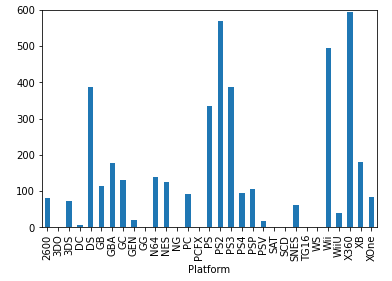 600
500
400
300
200
100
0
2600
3DO
3DS
DC
DS
GB
GBA
GC
GEN
GG
N64
NES
NG
PC
PCFX
PS
PS2
PS3
PS4
PSP
PSV
SAT
SCD
SNES
TG16
WS
Wii
WiiU
X360
XB
XOne
Platform